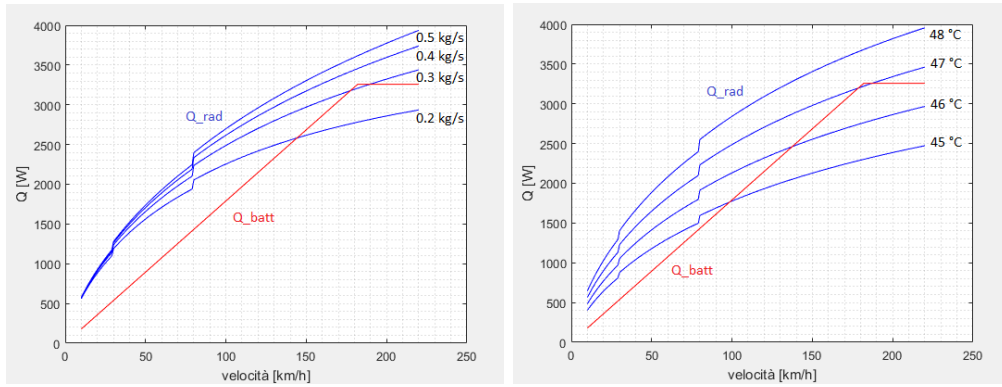 4000
3500
3000
2500
2000
1500
1000
500
0
Q [W]
0.5 kg/s
0.4 kg/s
0.3 kg/s
0.2 kg/s
Q_rad
Q_batt
0 50 100 150 200 250
velocità [km/h]
4000
3500
3000
2500
2000
1500
1000
500
0
Q [W]
48 °C
47 °C
46 °C
45 °C
Q_rad
Q_batt
0 50 100 150 200 250
velocità [km/h]